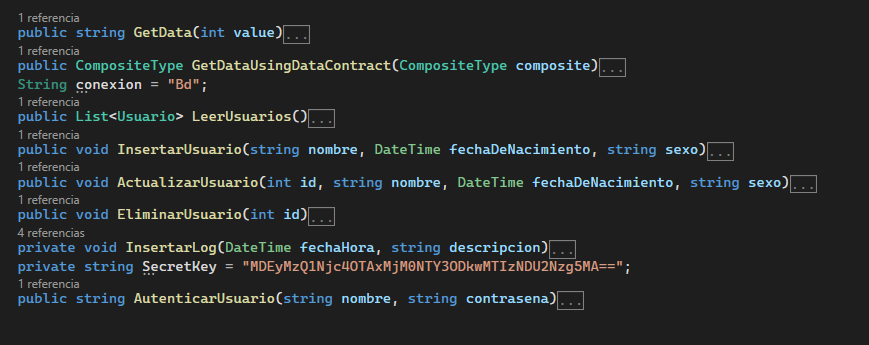 1 referencia
public string GetData(int value)...
1 referencia
public CompositeType GetDataUsingDataContract(CompositeType composite)...
String conexion = "Bd";
1 referencia
public List<Usuario> LeerUsuarios()...
1 referencia
public void InsertarUsuario(string nombre, DateTime fechaDeNacimiento, string sexo)...
1 referencia
public void ActualizarUsuario(int id, string nombre, DateTime fechaDeNacimiento, string sexo)...
1 referencia
public void EliminarUsuario(int id)...
4 referencias
private void InsertarLog(DateTime fechaHora, string descripcion)...
private string SecretKey = "MDEyMzQ1Njc4OTAxMjM0NTY3ODkwMTIzNDU2Nzg5MA==";
1 referencia
public string AutenticarUsuario(string nombre, string contrasena)...